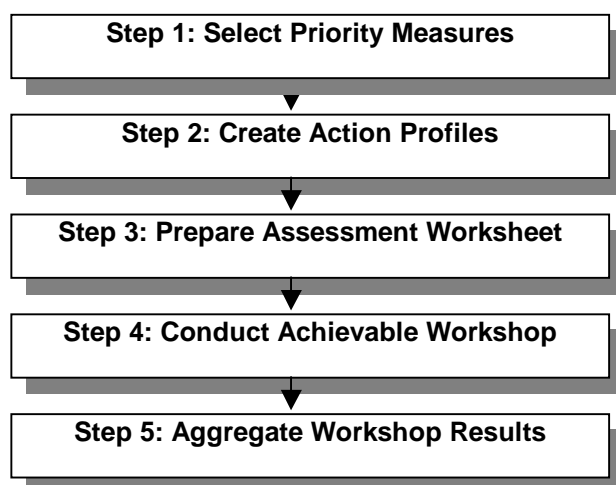 Step 1: Select Priority Measures
Step 2: Create Action Profiles
Step 3: Prepare Assessment Worksheet
Step 4: Conduct Achievable Workshop
Step 5: Aggregate Workshop Results